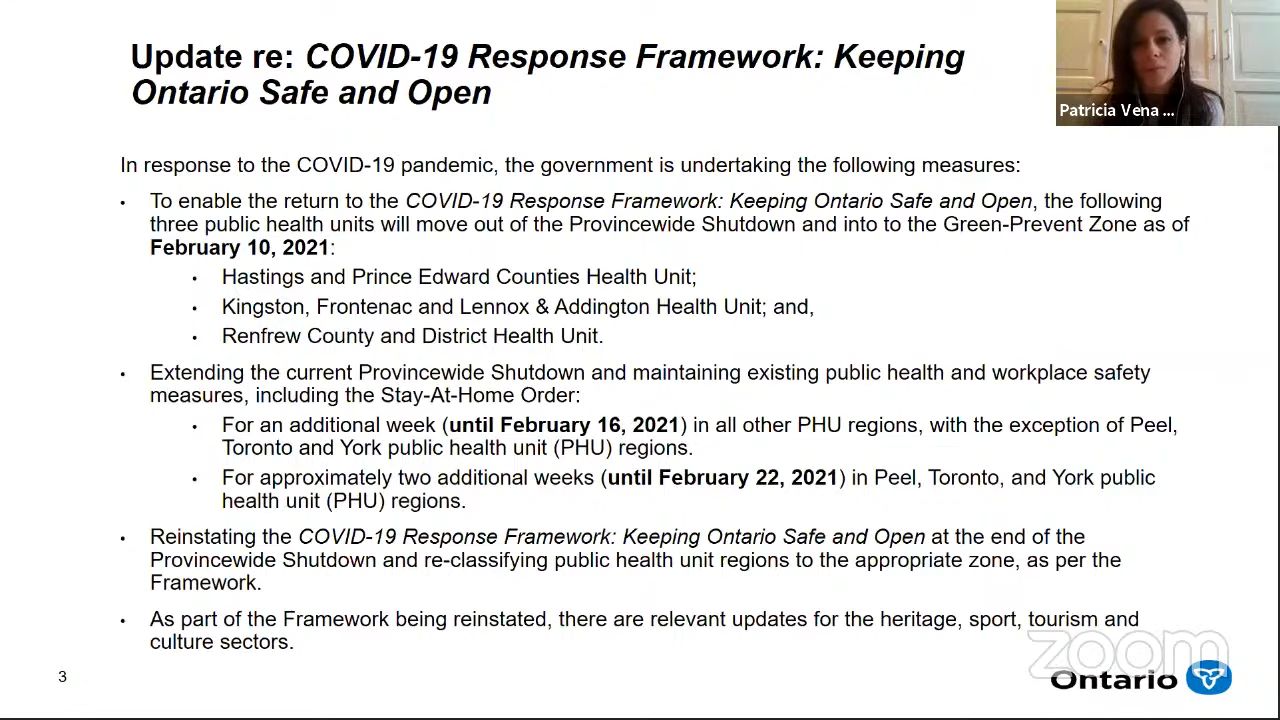 Update re: COVID-19 Response Framework: Keeping
Ontario Safe and Open
Patricia Vena ...
In response to the COVID-19 pandemic, the government is undertaking the following measures:
• To enable the return to the COVID-19 Response Framework: Keeping Ontario Safe and Open, the following
three public health units will move out of the Provincewide Shutdown and into to the Green-Prevent Zone as of
February 10, 2021:
• Hastings and Prince Edward Counties Health Unit;
• Kingston, Frontenac and Lennox & Addington Health Unit; and,
• Renfrew County and District Health Unit.
• Extending the current Provincewide Shutdown and maintaining existing public health and workplace safety
measures, including the Stay-At-Home Order:
• For an additional week (until February 16, 2021) in all other PHU regions, with the exception of Peel,
Toronto and York public health unit (PHU) regions.
• For approximately two additional weeks (until February 22, 2021) in Peel, Toronto, and York public
health unit (PHU) regions.
• Reinstating the COVID-19 Response Framework: Keeping Ontario Safe and Open at the end of the
Provincewide Shutdown and re-classifying public health unit regions to the appropriate zone, as per the
Framework.
• As part of the Framework being reinstated, there are relevant updates for the heritage, sport, tourism and
culture sectors.
zoom
3
Ontario